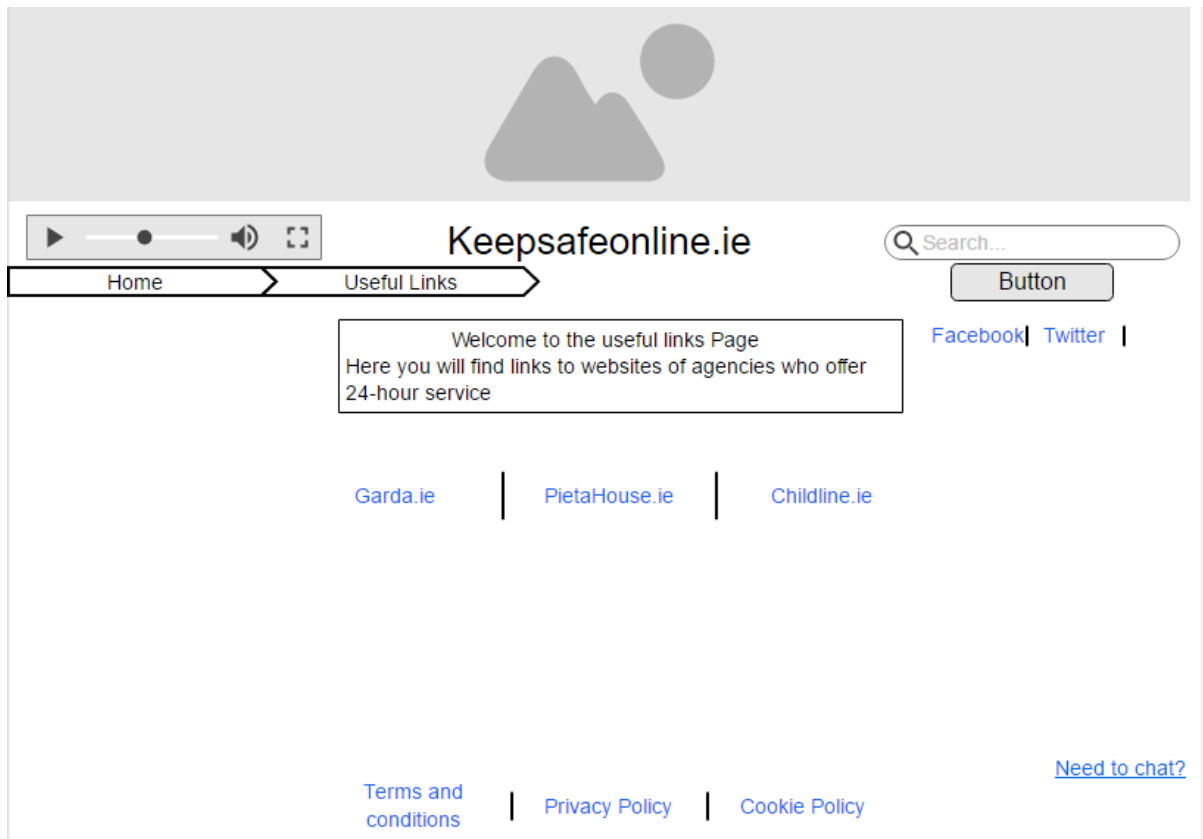 Keepsafeonline.ie
Search...
Home
Useful Links
Button
Facebook
Twitter
Welcome to the useful links Page
Here you will find links to websites of agencies who offer
24-hour service
Garda.ie
PietaHouse.ie
Childline.ie
Need to chat?
Terms and
conditions
Privacy Policy
Cookie Policy